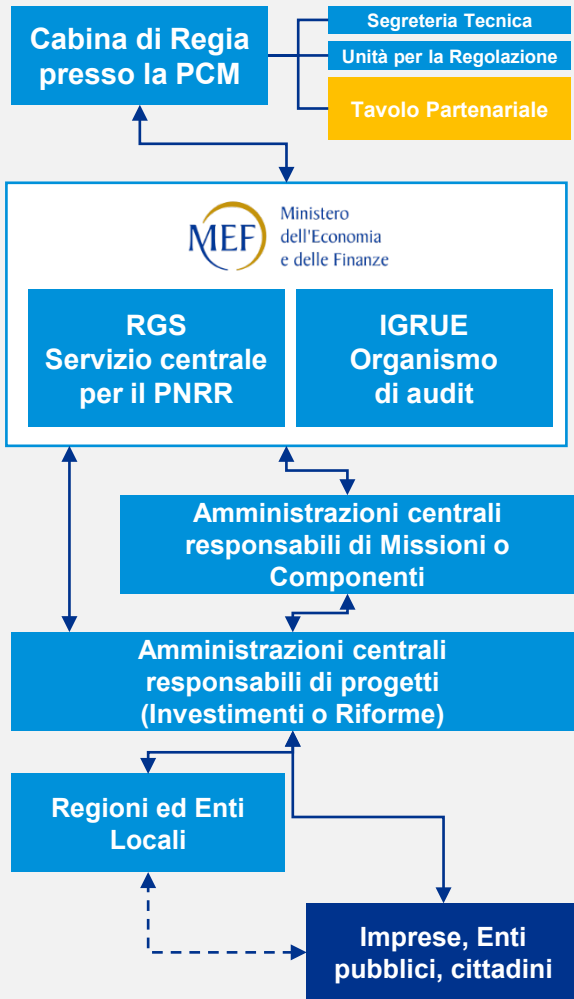 Cabina di Regia
presso la PCM
Segreteria Tecnica
Unità per la Regolazione
Tavolo Partenariale
MEF
Ministero
dell'Economia
e delle Finanze
RGS
Servizio centrale
per il PNRR
IGRUE
Organismo
di audit
Amministrazioni centrali
responsabili di Missioni o
Componenti
Amministrazioni centrali
responsabili di progetti
(Investimenti o Riforme)
Regioni ed Enti
Locali
Imprese, Enti
pubblici, cittadini